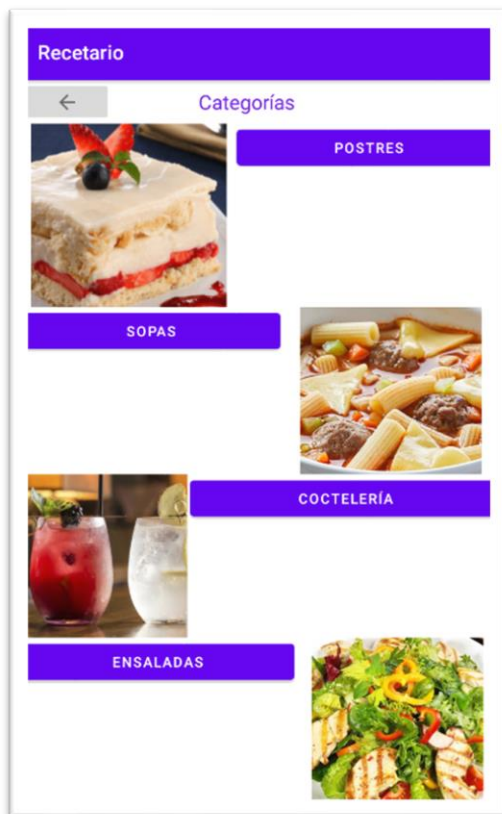 Recetario
Categorías
POSTRES
SOPAS
COCTELERÍA
ENSALADAS